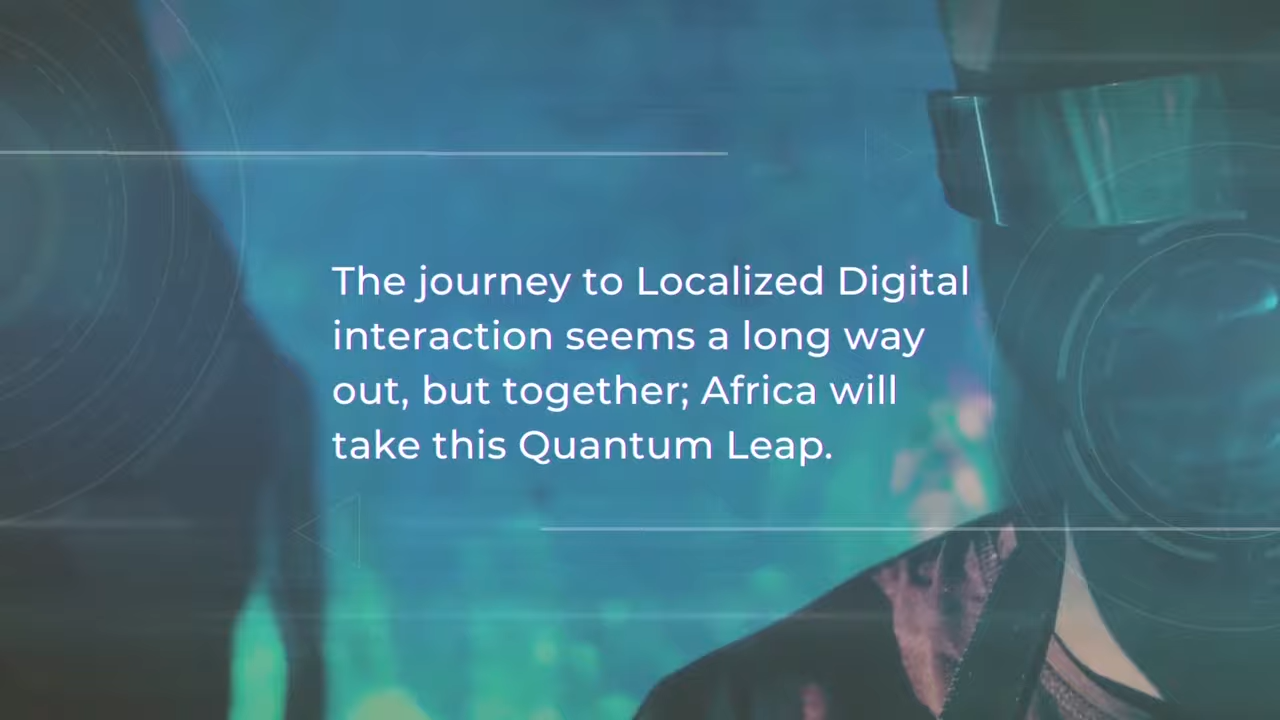 The journey to Localized Digital
interaction seems a long way
out, but together; Africa will
take this Quantum Leap.